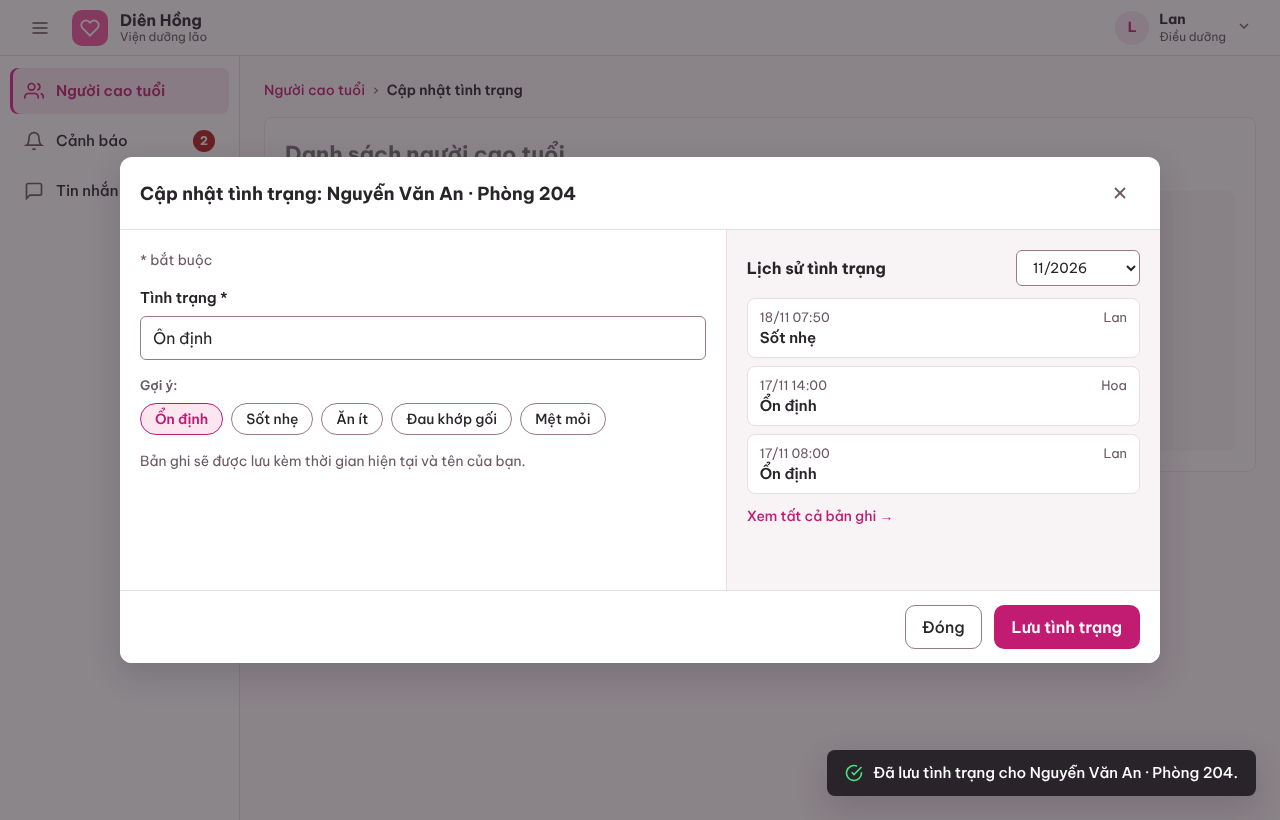 Diên Hồng
Viện dưỡng lão
L
Lan
Điều dưỡng
Người cao tuổi
Cảnh báo
2
Tin nhắn
Người cao tuổi › Cập nhật tình trạng
Danh sách người cao tuổi
Cập nhật tình trạng: Nguyễn Văn An · Phòng 204
* bắt buộc
Tình trạng *
Ổn định
Gợi ý:
Ổn định
Sốt nhẹ
Ăn ít
Đau khớp gối
Mệt mỏi
Bản ghi sẽ được lưu kèm thời gian hiện tại và tên của bạn.
Lịch sử tình trạng
11/2026
18/11 07:50
Lan
Sốt nhẹ
17/11 14:00
Hoa
Ổn định
17/11 08:00
Lan
Ổn định
Xem tất cả bản ghi →
Đóng
Lưu tình trạng
Đã lưu tình trạng cho Nguyễn Văn An · Phòng 204.